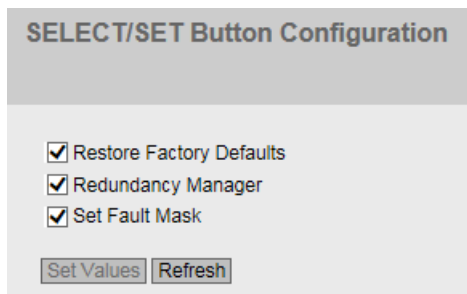 SELECT/SET Button Configuration
Restore Factory Defaults
Redundancy Manager
Set Fault Mask
Set Values Refresh